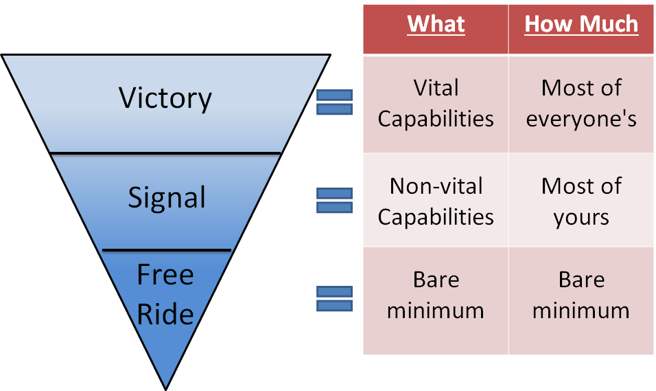 What How Much
Victory
Vital
Capabilities
Most of
everyone's
Signal
Non-vital
Capabilities
Most of
yours
Free
Ride
Bare
minimum
Bare
minimum